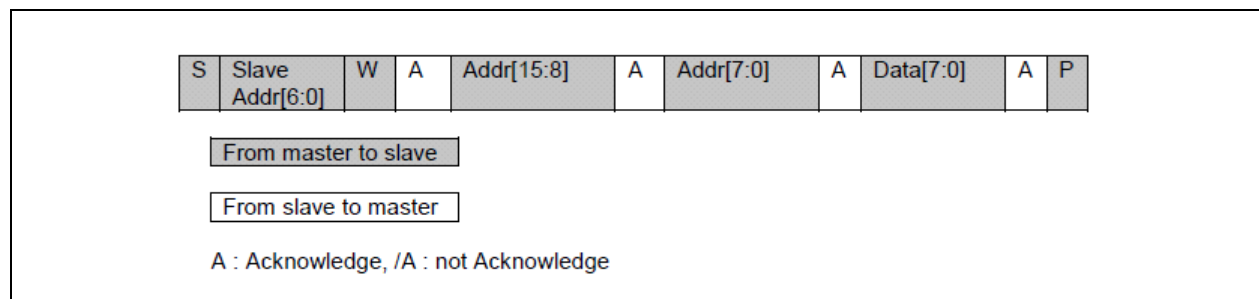 S Slave W A Addr[15:8] A Addr[7:0] A Data[7:0] A P
Addr[6:0]
From master to slave
From slave to master
A : Acknowledge, /A : not Acknowledge